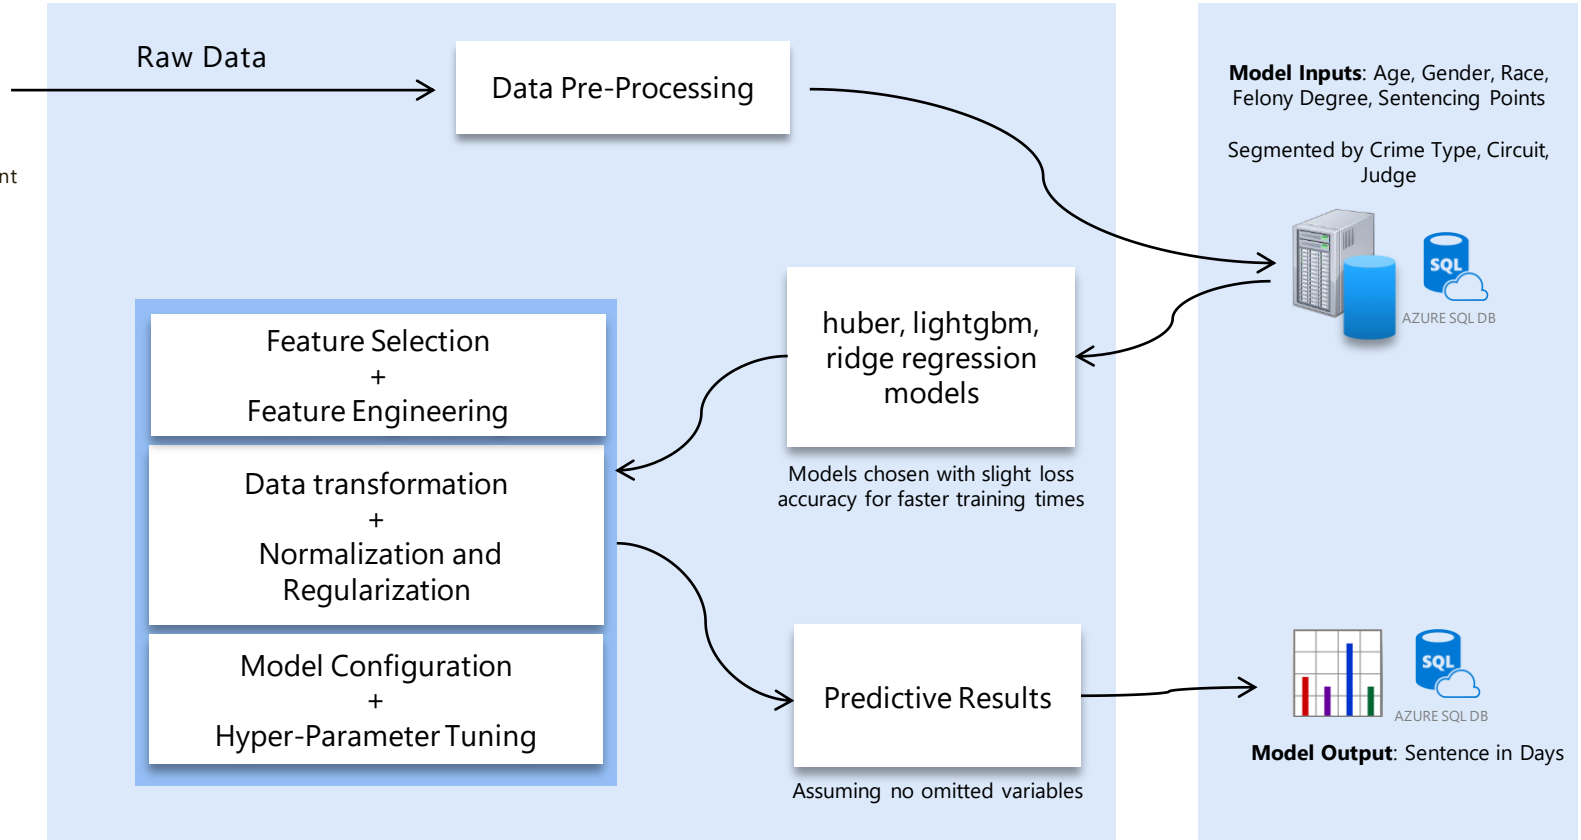 Raw Data
Data Pre-Processing
nt
Model Inputs: Age, Gender, Race,
Felony Degree, Sentencing Points
Segmented by Crime Type, Circuit,
Judge
SQL
AZURE SQL DB
huber, lightgbm,
ridge regression
models
Models chosen with slight loss
accuracy for faster training times
Feature Selection
+
Feature Engineering
Data transformation
+
Normalization and
Regularization
Model Configuration
+
Hyper-Parameter Tuning
Predictive Results
Assuming no omitted variables
SQL
AZURE SQL DB
Model Output: Sentence in Days